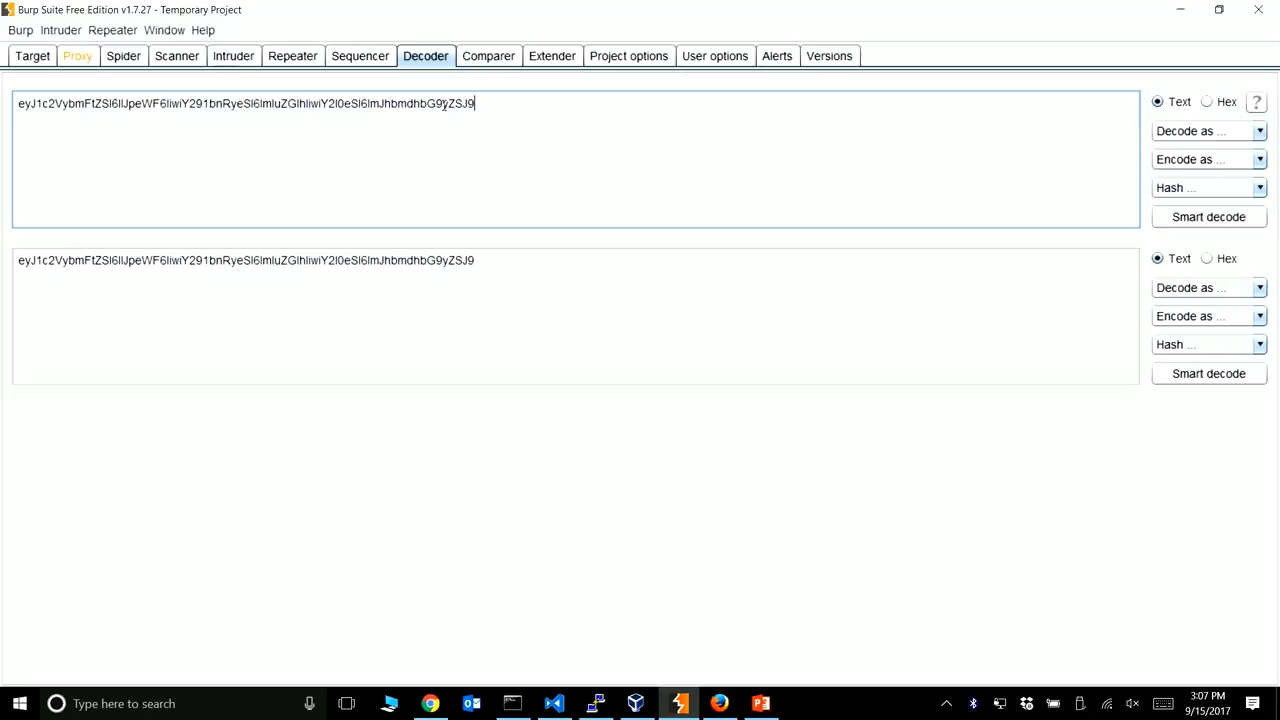 Burp Suite Free Edition v1.7.27 - Temporary Project
Burp Intruder Repeater Window Help
Target Proxy Spider Scanner Intruder Repeater Sequencer Decoder Comparer Extender Project options User options Alerts Versions
eyJ1c2VybmFtZSI6IlJpeWF6IiwiY291bnRyeSI6ImluZGlhIiwiY2l0eSI6ImJhbmdhbG9yZSJ9
Text Hex ?
Decode as ...
Encode as ...
Hash ...
Smart decode
eyJ1c2VybmFtZSI6IlJpeWF6IiwiY291bnRyeSI6ImluZGlhIiwiY2l0eSI6ImJhbmdhbG9yZSJ9
Text Hex
Decode as ...
Encode as ...
Hash ...
Smart decode
Type here to search
3:07 PM
9/15/2017